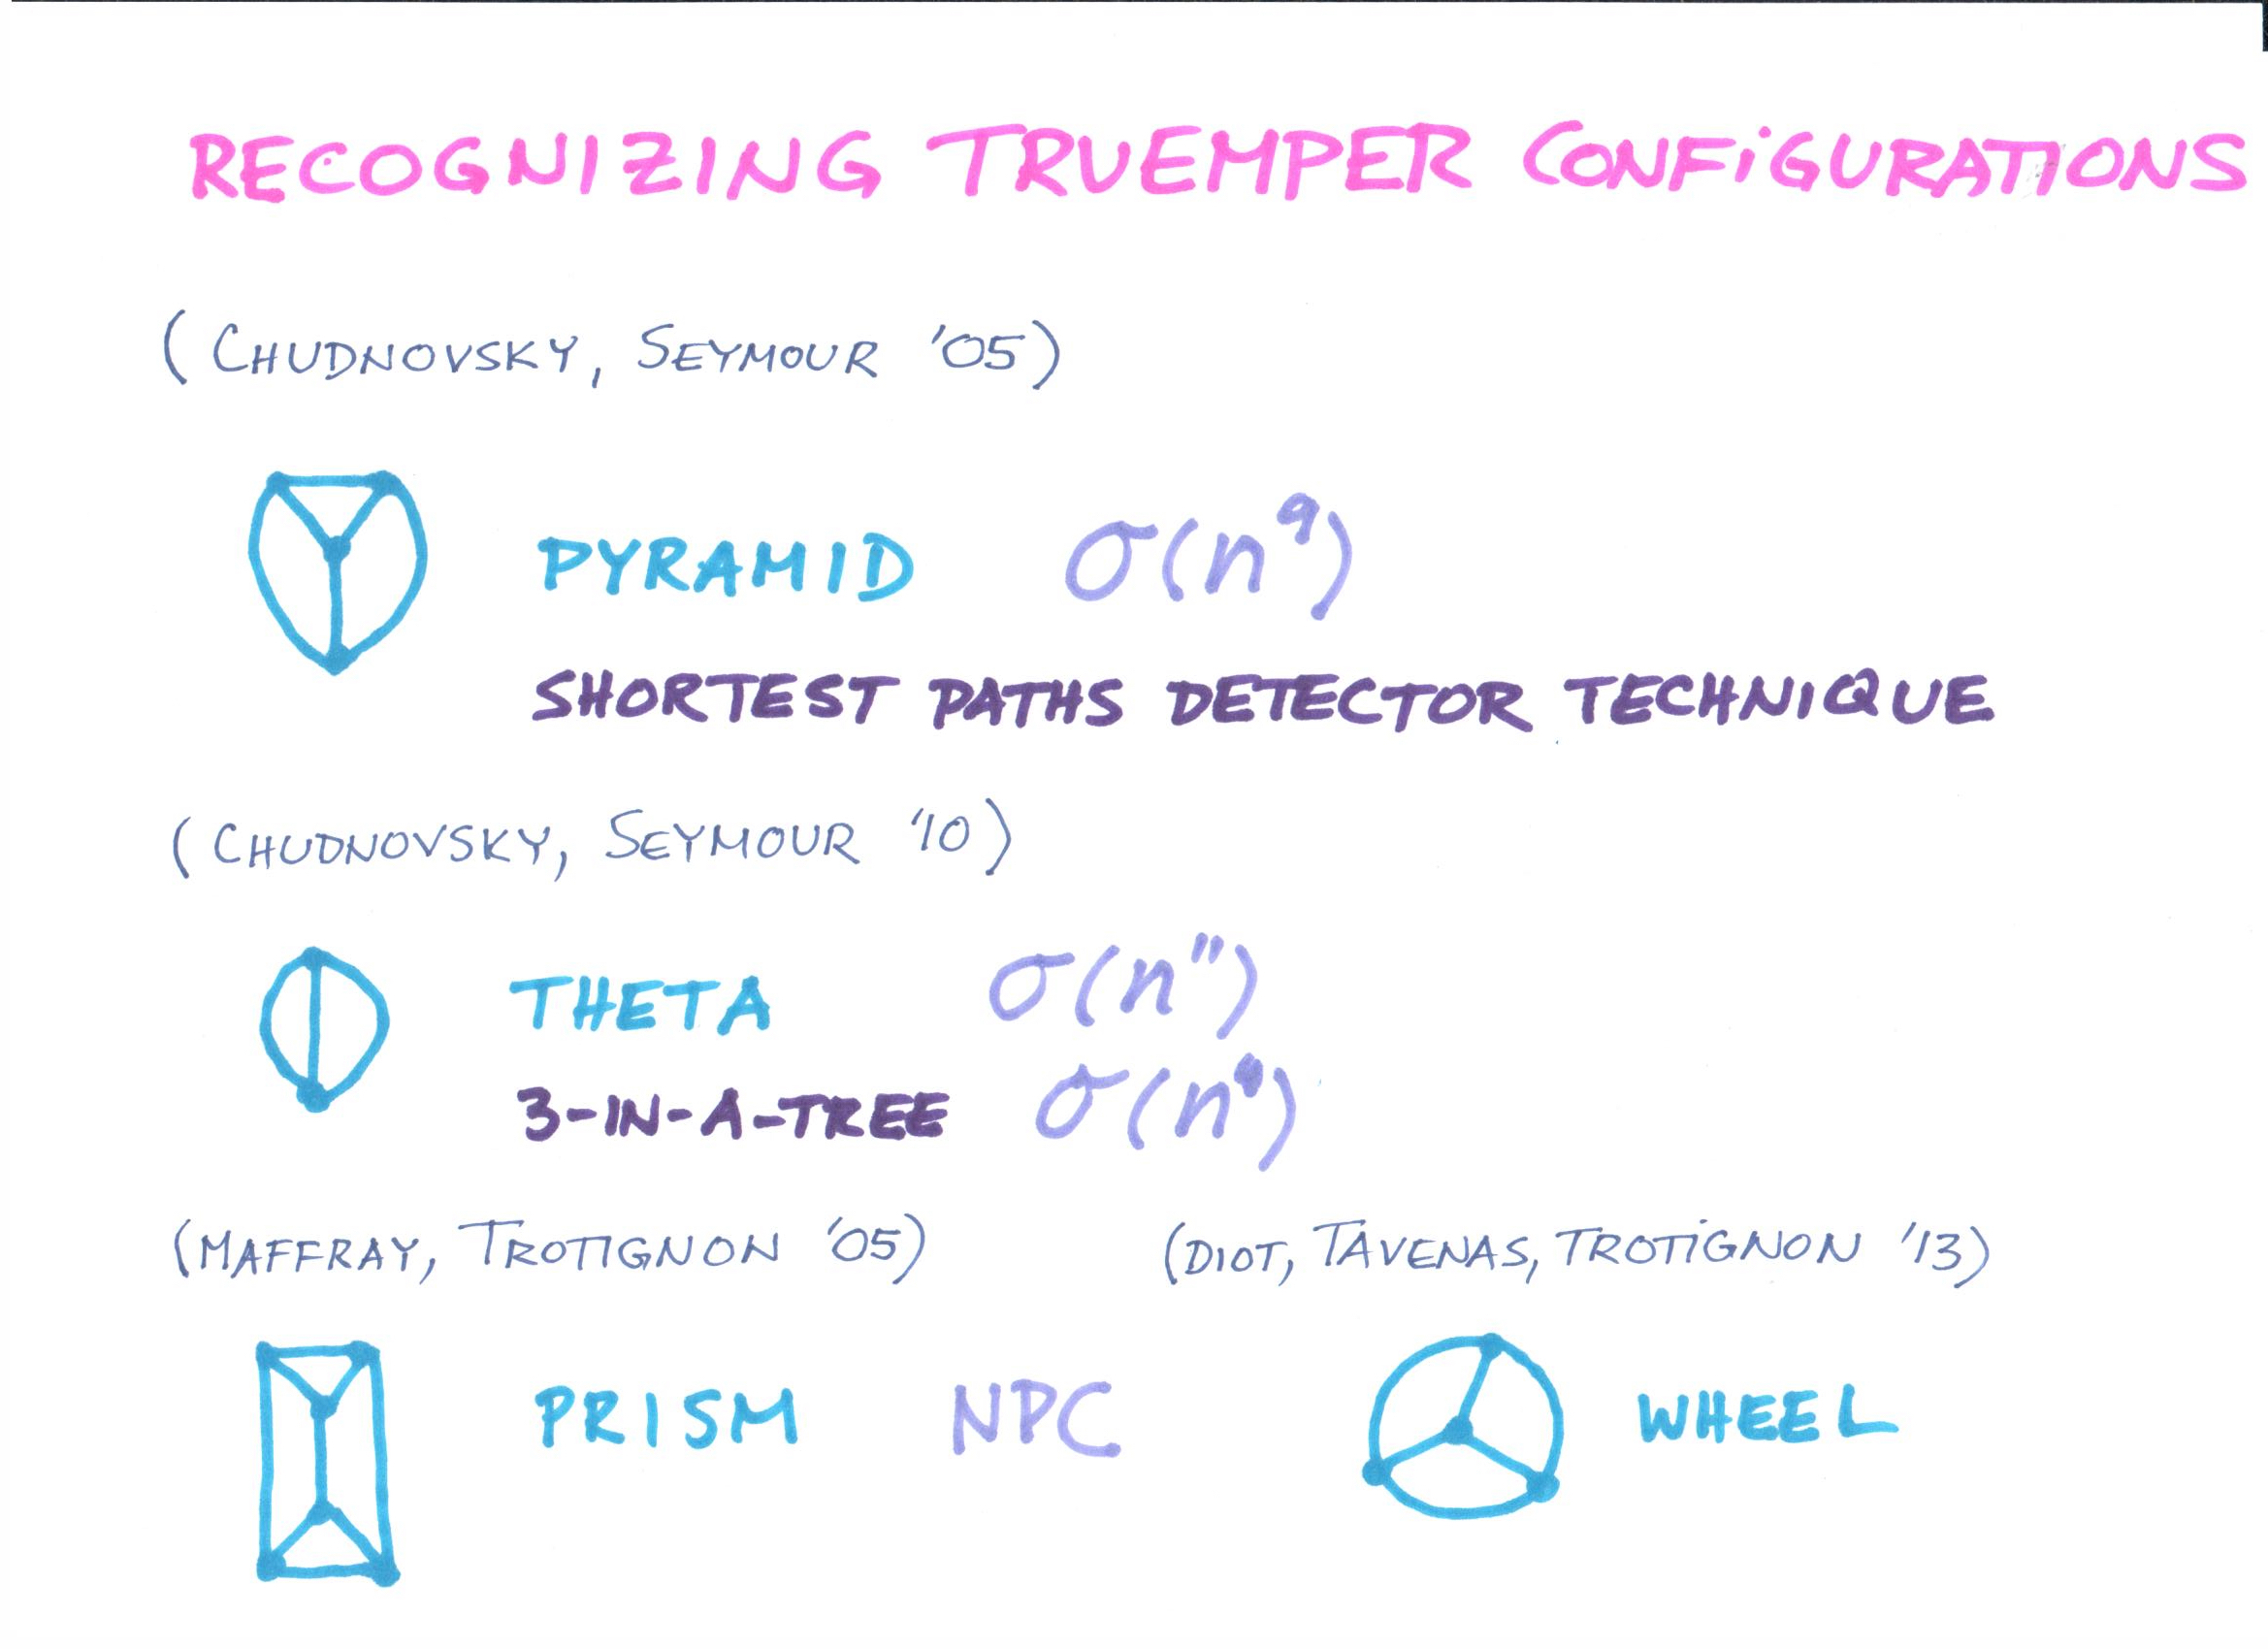 RECOGNIZING TRUEMPER CONFIGURATIONS
(CHUDNOVSKY, SEYMOUR '05)
PYRAMID O(n⁹)
SHORTEST PATHS DETECTOR TECHNIQUE
(CHUDNOVSKY, SEYMOUR '10)
THETA O(n¹¹)
3-IN-A-TREE O(n⁴)
(MAFFRAY, TROTIGNON '05) (DIOT, TAVENAS, TROTIGNON '13)
PRISM NPC WHEEL